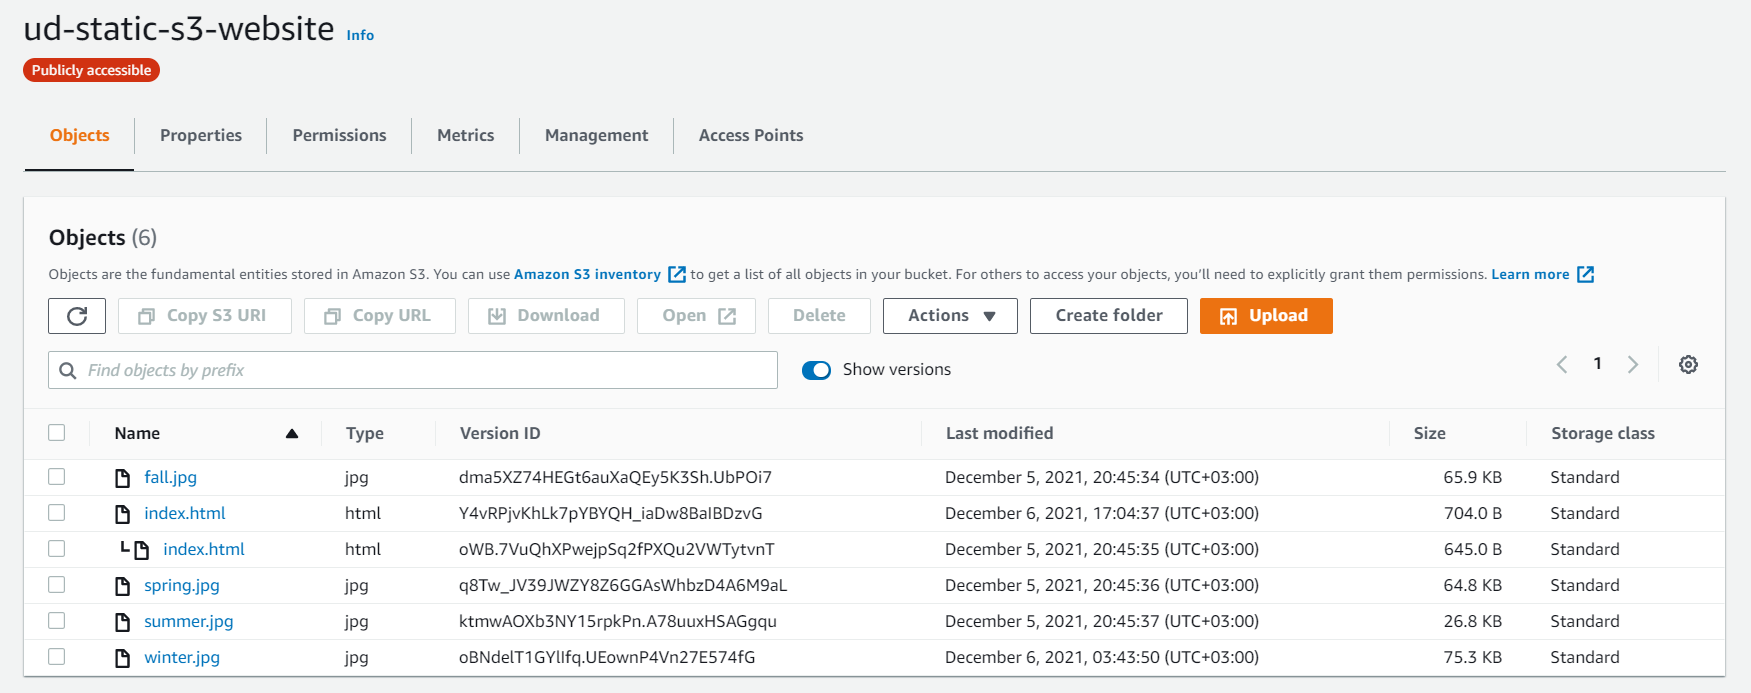 ud-static-s3-website Info
Publicly accessible
Objects Properties Permissions Metrics Management Access Points
Objects (6)
Objects are the fundamental entities stored in Amazon S3. You can use Amazon S3 inventory to get a list of all objects in your bucket. For others to access your objects, you'll need to explicitly grant them permissions. Learn more
Copy S3 URI Copy URL Download Open Delete Actions Create folder Upload
Find objects by prefix Show versions 1
Name Type Version ID Last modified Size Storage class
fall.jpg jpg dma5XZ74HEGt6auXaQEy5K3Sh.UbPOi7 December 5, 2021, 20:45:34 (UTC+03:00) 65.9 KB Standard
index.html html Y4vRPjvKhLk7pYBYQH_iaDw8BaIBDzvG December 6, 2021, 17:04:37 (UTC+03:00) 704.0 B Standard
index.html html oWB.7VuQhXPwejpSq2fPXQu2VWTytvnT December 5, 2021, 20:45:35 (UTC+03:00) 645.0 B Standard
spring.jpg jpg q8Tw_JV39JWZY8Z6GGAsWhbzD4A6M9aL December 5, 2021, 20:45:36 (UTC+03:00) 64.8 KB Standard
summer.jpg jpg ktmwAOXb3NY15rpkPn.A78uuxHSAGgqu December 5, 2021, 20:45:37 (UTC+03:00) 26.8 KB Standard
winter.jpg jpg oBNdelT1GYlIfq.UEownP4Vn27E574fG December 6, 2021, 03:43:50 (UTC+03:00) 75.3 KB Standard